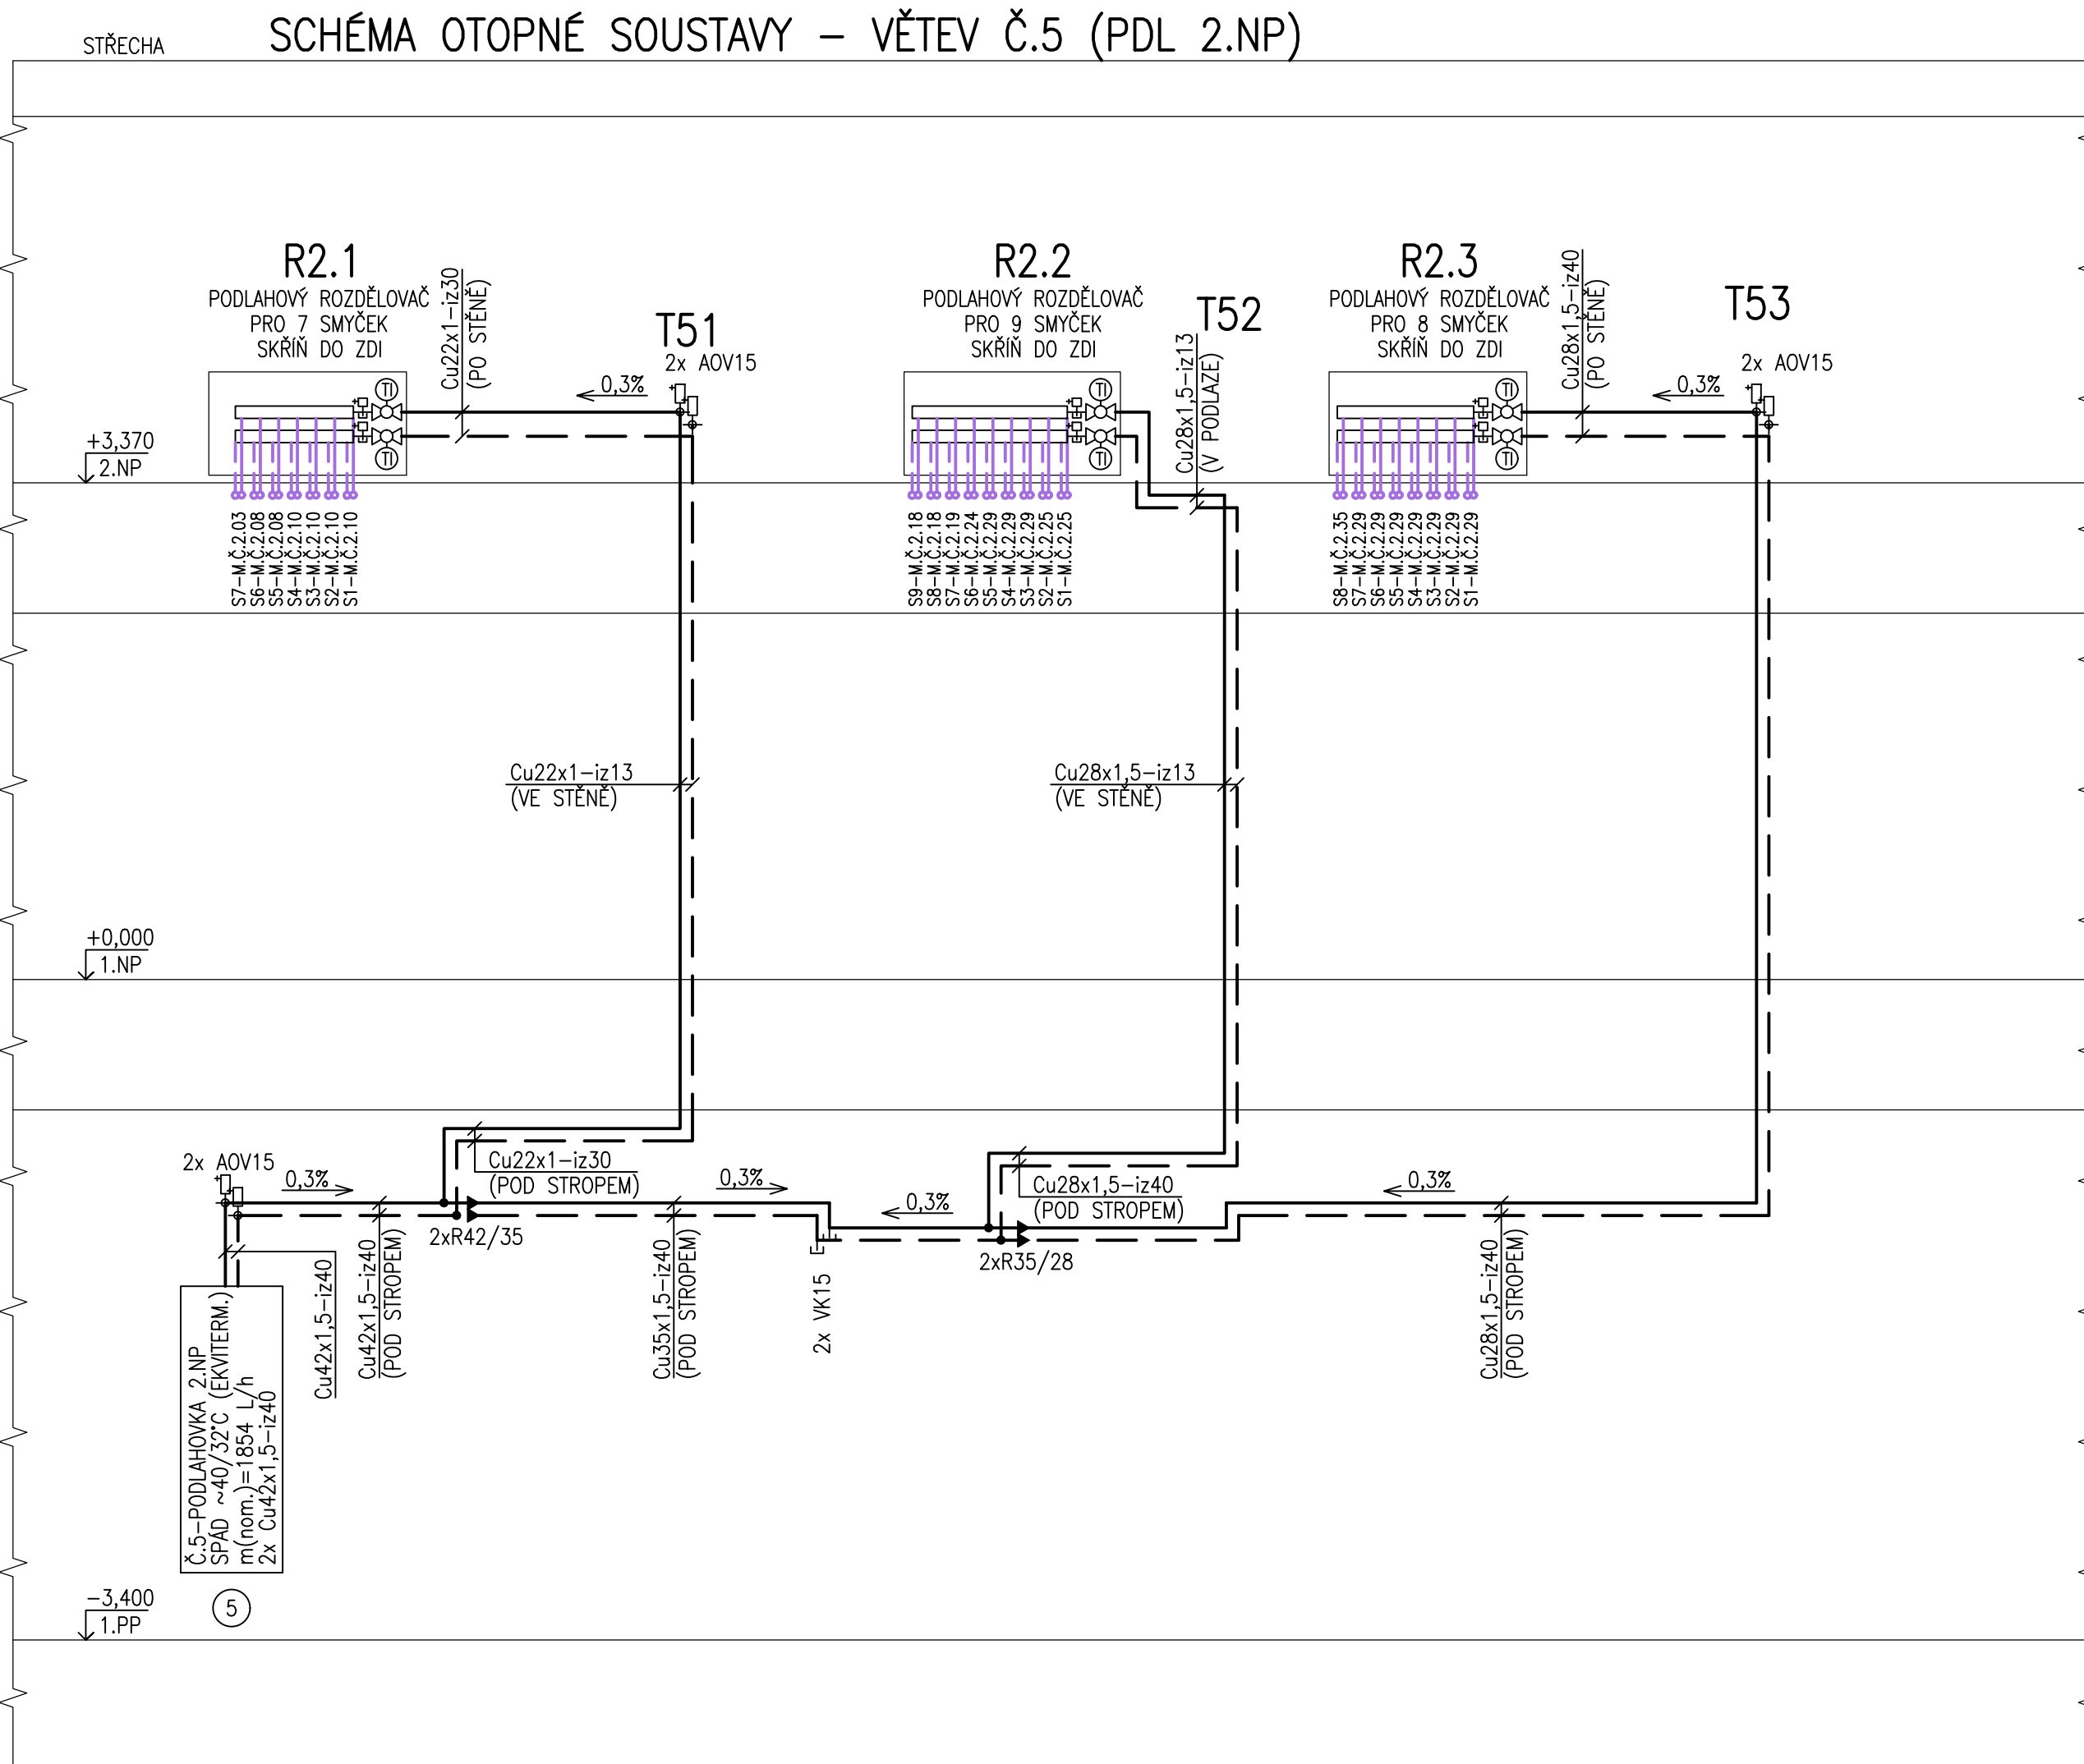 SCHÉMA OTOPNÉ SOUSTAVY – VĚTEV Č.5 (PDL 2.NP)
STŘECHA
R2.1
PODLAHOVÝ ROZDĚLOVAČ
PRO 7 SMYČEK
SKŘÍŇ DO ZDI
TI
TI
Cu22x1-iz30
(PO STĚNĚ)
0,3%
T51
2x AOV15
S7-M.Č.2.03
S6-M.Č.2.08
S5-M.Č.2.08
S4-M.Č.2.10
S3-M.Č.2.10
S2-M.Č.2.10
S1-M.Č.2.10
R2.2
PODLAHOVÝ ROZDĚLOVAČ
PRO 9 SMYČEK
SKŘÍŇ DO ZDI
TI
TI
T52
Cu28x1,5-iz13
(V PODLAZE)
S9-M.Č.2.18
S8-M.Č.2.18
S7-M.Č.2.19
S6-M.Č.2.24
S5-M.Č.2.29
S4-M.Č.2.29
S3-M.Č.2.29
S2-M.Č.2.25
S1-M.Č.2.25
R2.3
PODLAHOVÝ ROZDĚLOVAČ
PRO 8 SMYČEK
SKŘÍŇ DO ZDI
TI
TI
Cu28x1,5-iz40
(PO STĚNĚ)
0,3%
T53
2x AOV15
S8-M.Č.2.35
S7-M.Č.2.29
S6-M.Č.2.29
S5-M.Č.2.29
S4-M.Č.2.29
S3-M.Č.2.29
S2-M.Č.2.29
S1-M.Č.2.29
+3,370
2.NP
Cu22x1-iz13
(VE STĚNĚ)
Cu28x1,5-iz13
(VE STĚNĚ)
+0,000
1.NP
2x AOV15
0,3%
Cu22x1-iz30
(POD STROPEM)
0,3%
0,3%
Cu28x1,5-iz40
(POD STROPEM)
0,3%
2xR42/35
2xR35/28
Cu42x1,5-iz40
Cu42x1,5-iz40
(POD STROPEM)
Cu35x1,5-iz40
(POD STROPEM)
2x VK15
Cu28x1,5-iz40
(POD STROPEM)
Č.5-PODLAHOVKA 2.NP
SPÁD ~40/32°C (EKVITERM.)
m(nom.)=1854 L/h
2x Cu42x1,5-iz40
5
-3,400
1.PP